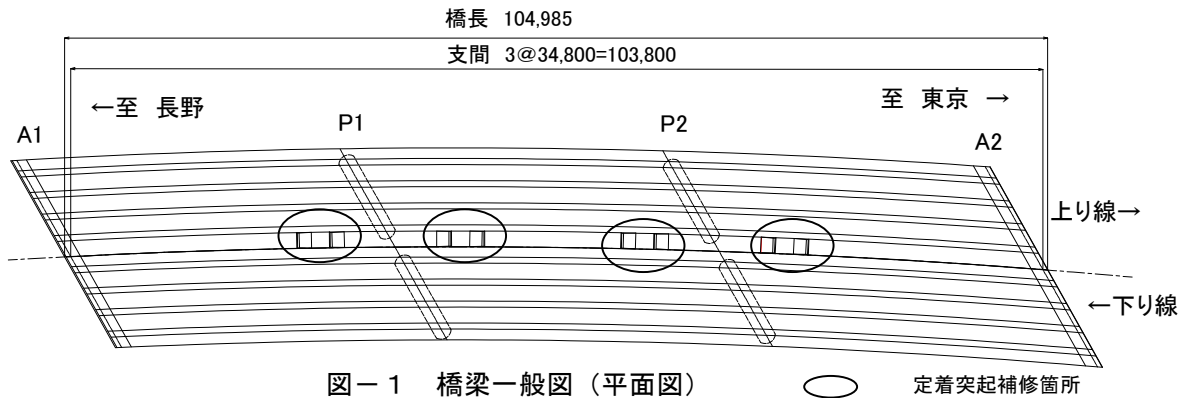 橋長 104,985
支間 3@34,800=103,800
←至 長野
至 東京 →
A1
P1
P2
A2
上り線→
←下り線
図－1 橋梁一般図（平面図）
定着突起補修箇所